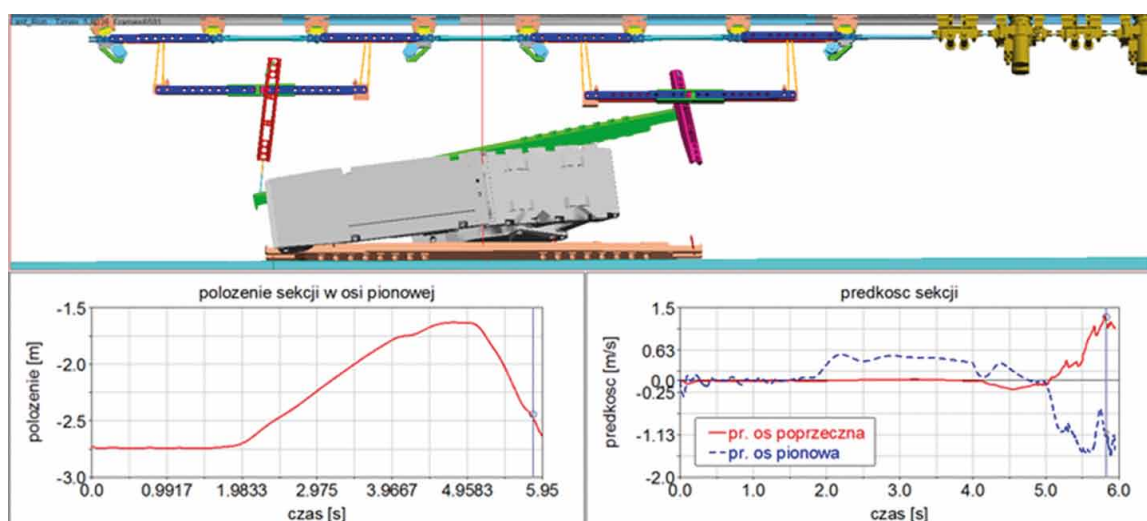 Last_Run Time=
polozenie sekcji w osi pionowej
polozenie [m]
-1.5
-2.0
-2.5
-3.0
0.0 0.9917 1.9833 2.975 3.9667 4.9583 5.95
czas [s]
predkosc sekcji
predkosc [m/s]
1.5
0.63
0.0
-0.25
-1.13
-2.0
pr. os poprzeczna
pr. os pionowa
0.0 1.0 2.0 3.0 4.0 5.0 6.0
czas [s]